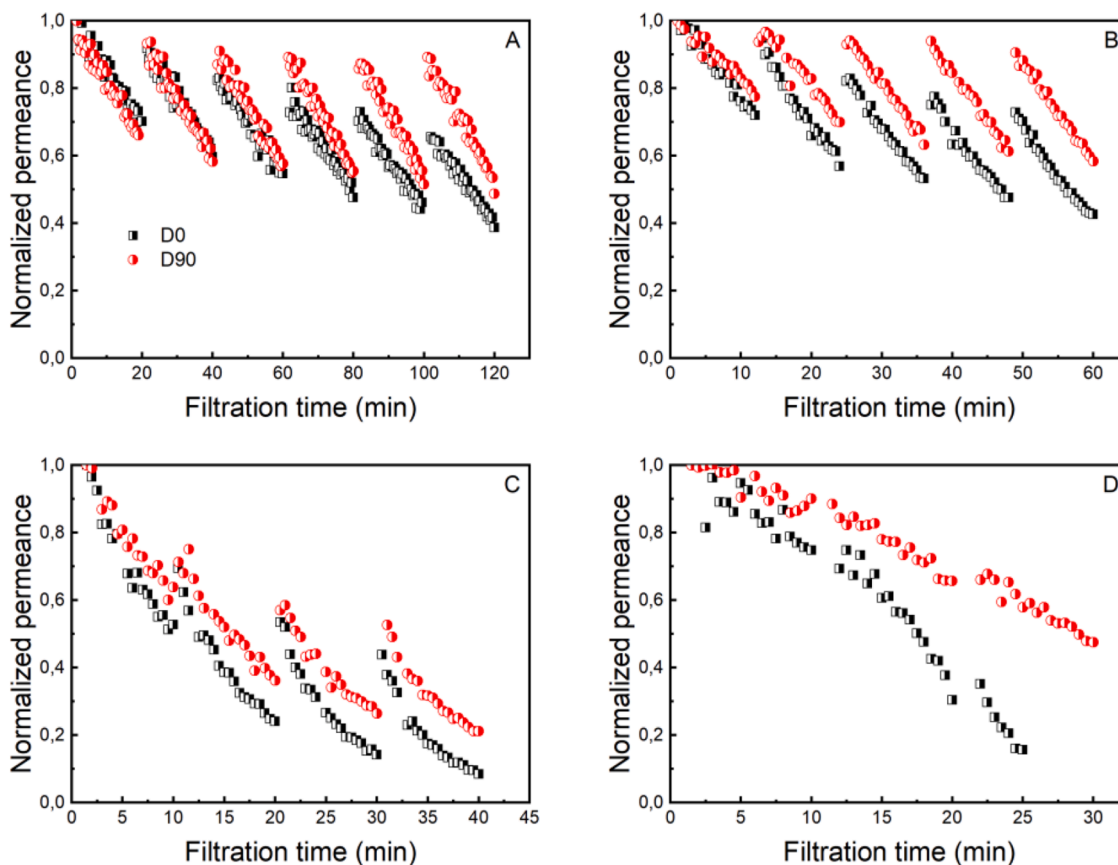 A
Normalized permeance
1,0
0,8
0,6
0,4
0,2
0,0
D0
D90
0 20 40 60 80 100 120
Filtration time (min)
B
Normalized permeance
1,0
0,8
0,6
0,4
0,2
0,0
0 10 20 30 40 50 60
Filtration time (min)
C
Normalized permeance
1,0
0,8
0,6
0,4
0,2
0,0
0 5 10 15 20 25 30 35 40 45
Filtration time (min)
D
Normalized permeance
1,0
0,8
0,6
0,4
0,2
0,0
0 5 10 15 20 25 30
Filtration time (min)